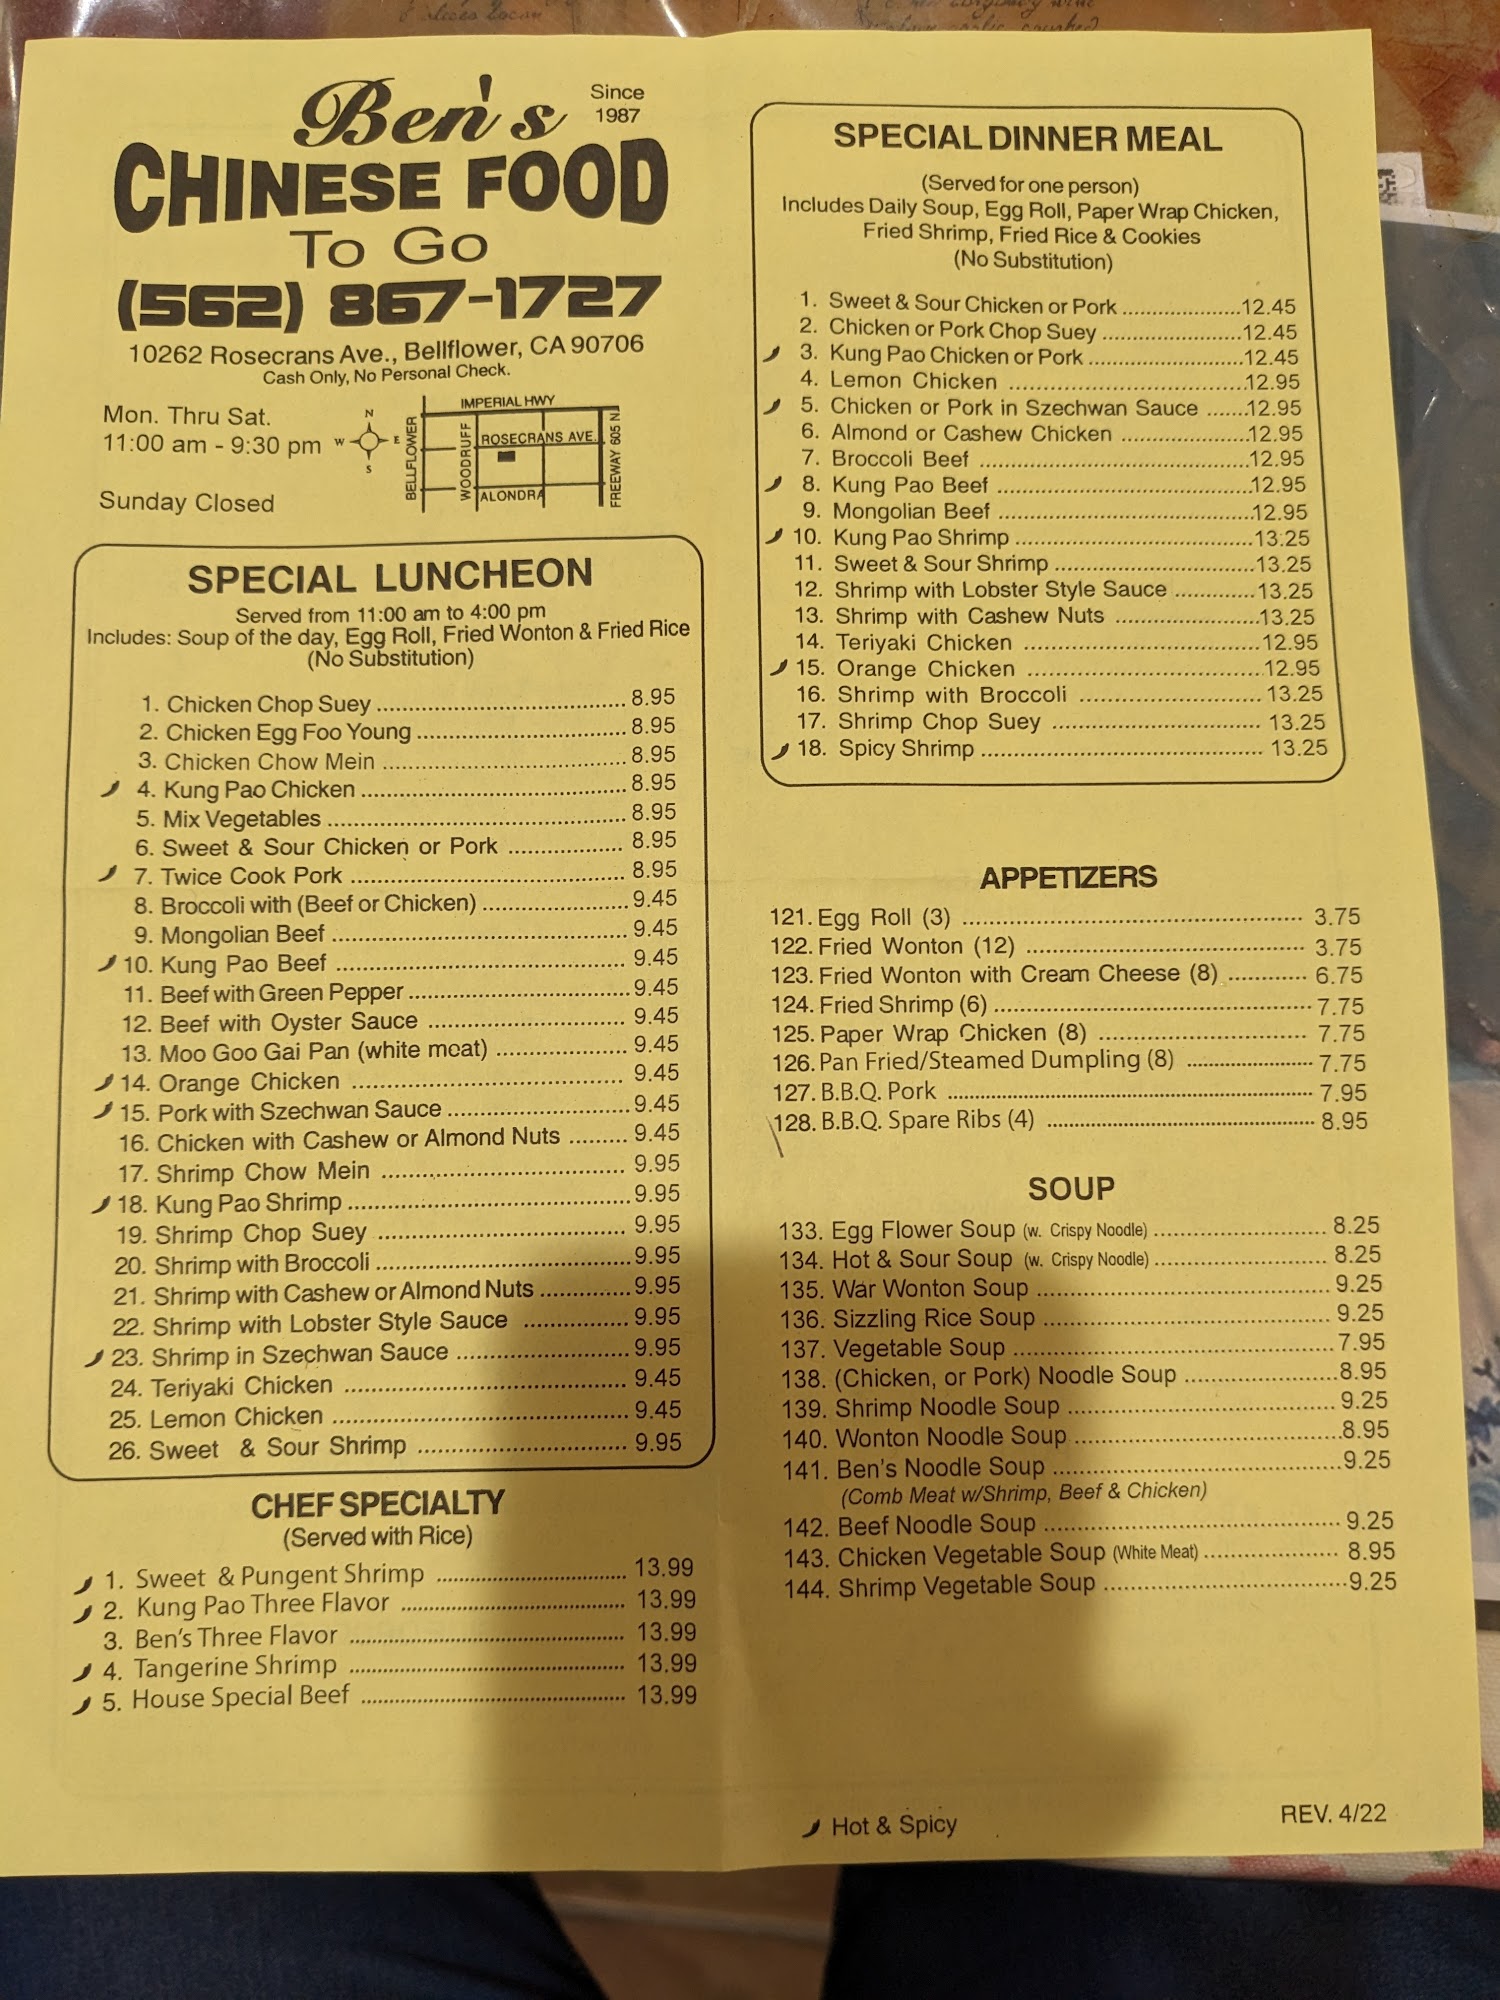 Ben's
Since
1987
CHINESE FOOD
To Go
(562) 867-1727
10262 Rosecrans Ave., Bellflower, CA 90706
Cash Only, No Personal Check.
Mon. Thru Sat.
11:00 am - 9:30 pm
Sunday Closed
N
W E
S
IMPERIAL HWY
BELLFLOWER
WOODRUFF
ROSECRANS AVE.
ALONDRA
FREEWAY 605 N.
SPECIAL LUNCHEON
Served from 11:00 am to 4:00 pm
Includes: Soup of the day, Egg Roll, Fried Wonton & Fried Rice
(No Substitution)
1. Chicken Chop Suey 8.95
2. Chicken Egg Foo Young 8.95
3. Chicken Chow Mein 8.95
4. Kung Pao Chicken 8.95
5. Mix Vegetables 8.95
6. Sweet & Sour Chicken or Pork 8.95
7. Twice Cook Pork 8.95
8. Broccoli with (Beef or Chicken) 9.45
9. Mongolian Beef 9.45
10. Kung Pao Beef 9.45
11. Beef with Green Pepper 9.45
12. Beef with Oyster Sauce 9.45
13. Moo Goo Gai Pan (white meat) 9.45
14. Orange Chicken 9.45
15. Pork with Szechwan Sauce 9.45
16. Chicken with Cashew or Almond Nuts 9.45
17. Shrimp Chow Mein 9.95
18. Kung Pao Shrimp 9.95
19. Shrimp Chop Suey 9.95
20. Shrimp with Broccoli 9.95
21. Shrimp with Cashew or Almond Nuts 9.95
22. Shrimp with Lobster Style Sauce 9.95
23. Shrimp in Szechwan Sauce 9.95
24. Teriyaki Chicken 9.45
25. Lemon Chicken 9.45
26. Sweet & Sour Shrimp 9.95
CHEF SPECIALTY
(Served with Rice)
1. Sweet & Pungent Shrimp 13.99
2. Kung Pao Three Flavor 13.99
3. Ben's Three Flavor 13.99
4. Tangerine Shrimp 13.99
5. House Special Beef 13.99
SPECIAL DINNER MEAL
(Served for one person)
Includes Daily Soup, Egg Roll, Paper Wrap Chicken,
Fried Shrimp, Fried Rice & Cookies
(No Substitution)
1. Sweet & Sour Chicken or Pork 12.45
2. Chicken or Pork Chop Suey 12.45
3. Kung Pao Chicken or Pork 12.45
4. Lemon Chicken 12.95
5. Chicken or Pork in Szechwan Sauce 12.95
6. Almond or Cashew Chicken 12.95
7. Broccoli Beef 12.95
8. Kung Pao Beef 12.95
9. Mongolian Beef 12.95
10. Kung Pao Shrimp 13.25
11. Sweet & Sour Shrimp 13.25
12. Shrimp with Lobster Style Sauce 13.25
13. Shrimp with Cashew Nuts 13.25
14. Teriyaki Chicken 12.95
15. Orange Chicken 12.95
16. Shrimp with Broccoli 13.25
17. Shrimp Chop Suey 13.25
18. Spicy Shrimp 13.25
APPETIZERS
121. Egg Roll (3) 3.75
122. Fried Wonton (12) 3.75
123. Fried Wonton with Cream Cheese (8) 6.75
124. Fried Shrimp (6) 7.75
125. Paper Wrap Chicken (8) 7.75
126. Pan Fried/Steamed Dumpling (8) 7.75
127. B.B.Q. Pork 7.95
128. B.B.Q. Spare Ribs (4) 8.95
SOUP
133. Egg Flower Soup (w. Crispy Noodle) 8.25
134. Hot & Sour Soup (w. Crispy Noodle) 8.25
135. War Wonton Soup 9.25
136. Sizzling Rice Soup 9.25
137. Vegetable Soup 7.95
138. (Chicken, or Pork) Noodle Soup 8.95
139. Shrimp Noodle Soup 9.25
140. Wonton Noodle Soup 8.95
141. Ben's Noodle Soup 9.25
(Comb Meat w/Shrimp, Beef & Chicken)
142. Beef Noodle Soup 9.25
143. Chicken Vegetable Soup (White Meat) 8.95
144. Shrimp Vegetable Soup 9.25
Hot & Spicy
REV. 4/22